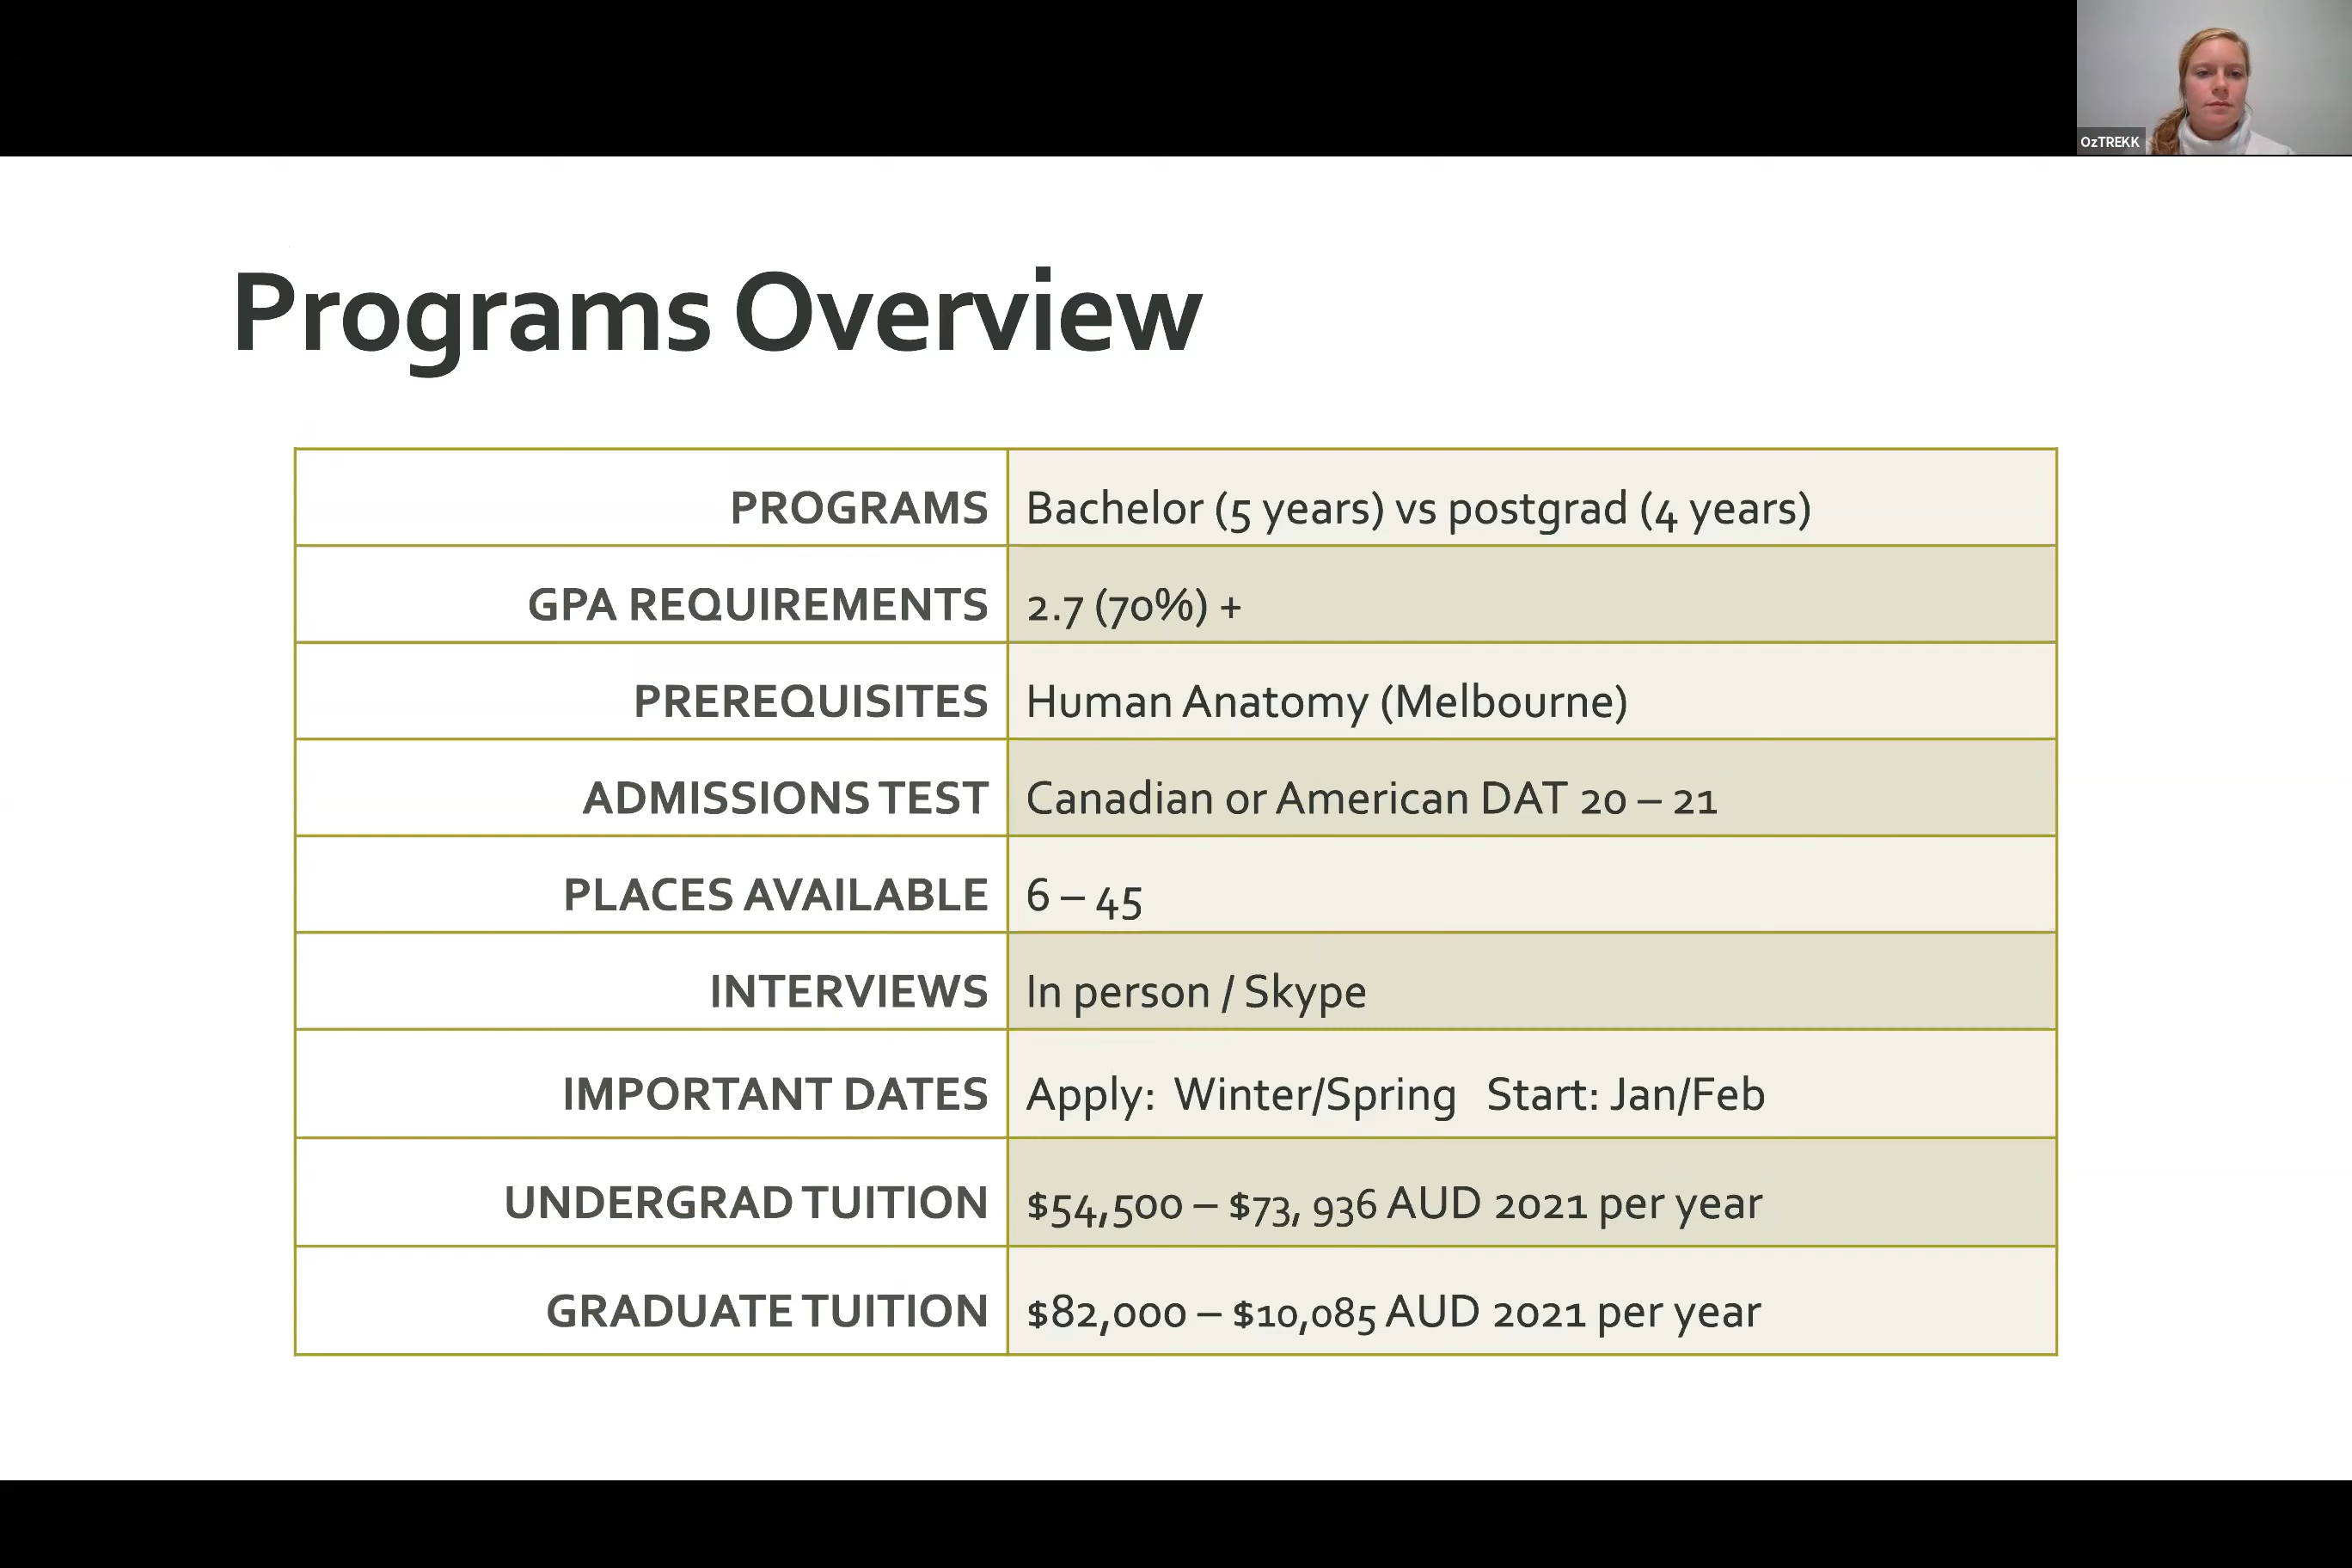 OzTREKK
Programs Overview
PROGRAMS Bachelor (5 years) vs postgrad (4 years)
GPA REQUIREMENTS 2.7 (70%) +
PREREQUISITES Human Anatomy (Melbourne)
ADMISSIONS TEST Canadian or American DAT 20 – 21
PLACES AVAILABLE 6 – 45
INTERVIEWS In person / Skype
IMPORTANT DATES Apply: Winter/Spring Start: Jan/Feb
UNDERGRAD TUITION $54,500 – $73, 936 AUD 2021 per year
GRADUATE TUITION $82,000 – $10,085 AUD 2021 per year